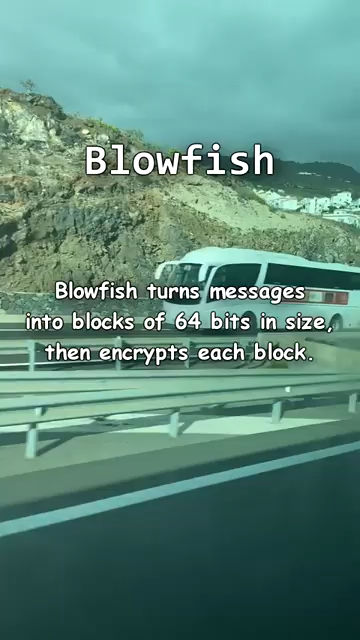 Blowfish
Blowfish turns messages
into blocks of 64 bits in size,
then encrypts each block.